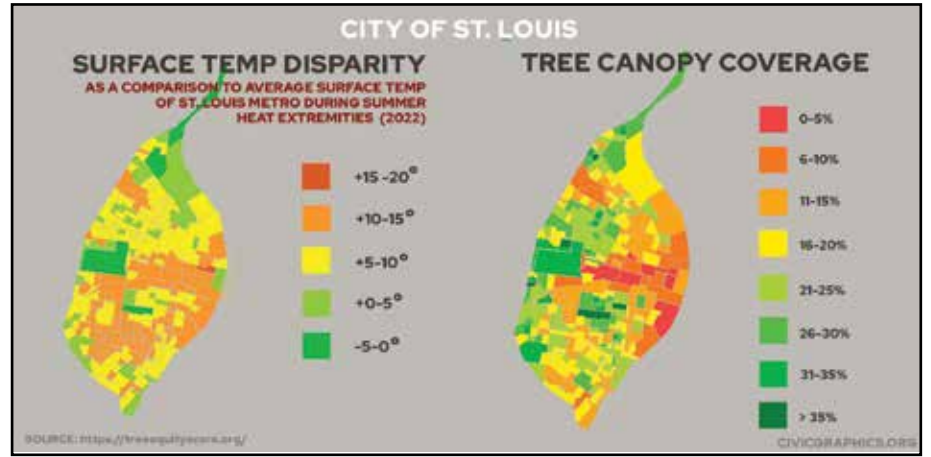 CITY OF ST. LOUIS
SURFACE TEMP DISPARITY
AS A COMPARISON TO AVERAGE SURFACE TEMP
OF ST. LOUIS METRO DURING SUMMER
HEAT EXTREMITIES (2022)
+15-20°
+10-15°
+5-10°
+0-5°
-5-0°
TREE CANOPY COVERAGE
0-5%
6-10%
11-15%
16-20%
21-25%
26-30%
31-35%
> 35%
SOURCE: https://treeequityscore.org/
CIVICGRAPHICS.ORG